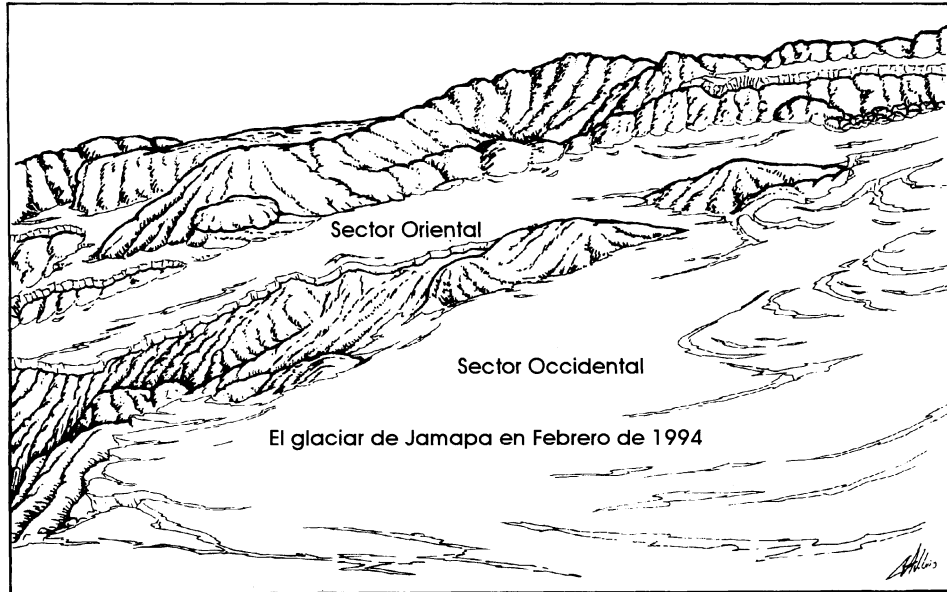 Sector Oriental
Sector Occidental
El glaciar de Jamapa en Febrero de 1994